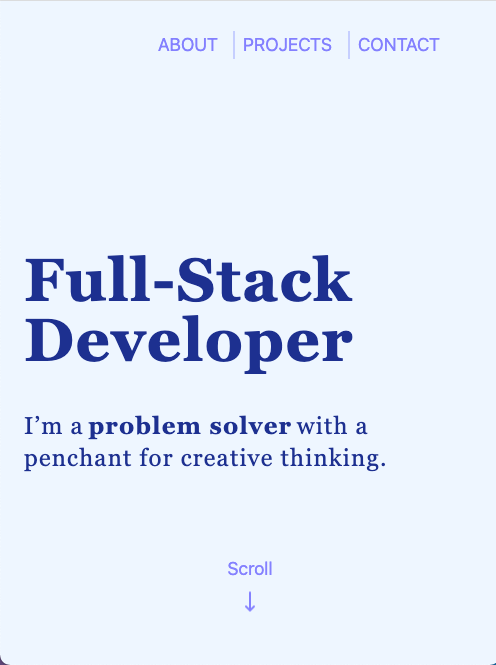 ABOUT PROJECTS CONTACT
Full-Stack
Developer
I’m a problem solver with a
penchant for creative thinking.
Scroll
↓